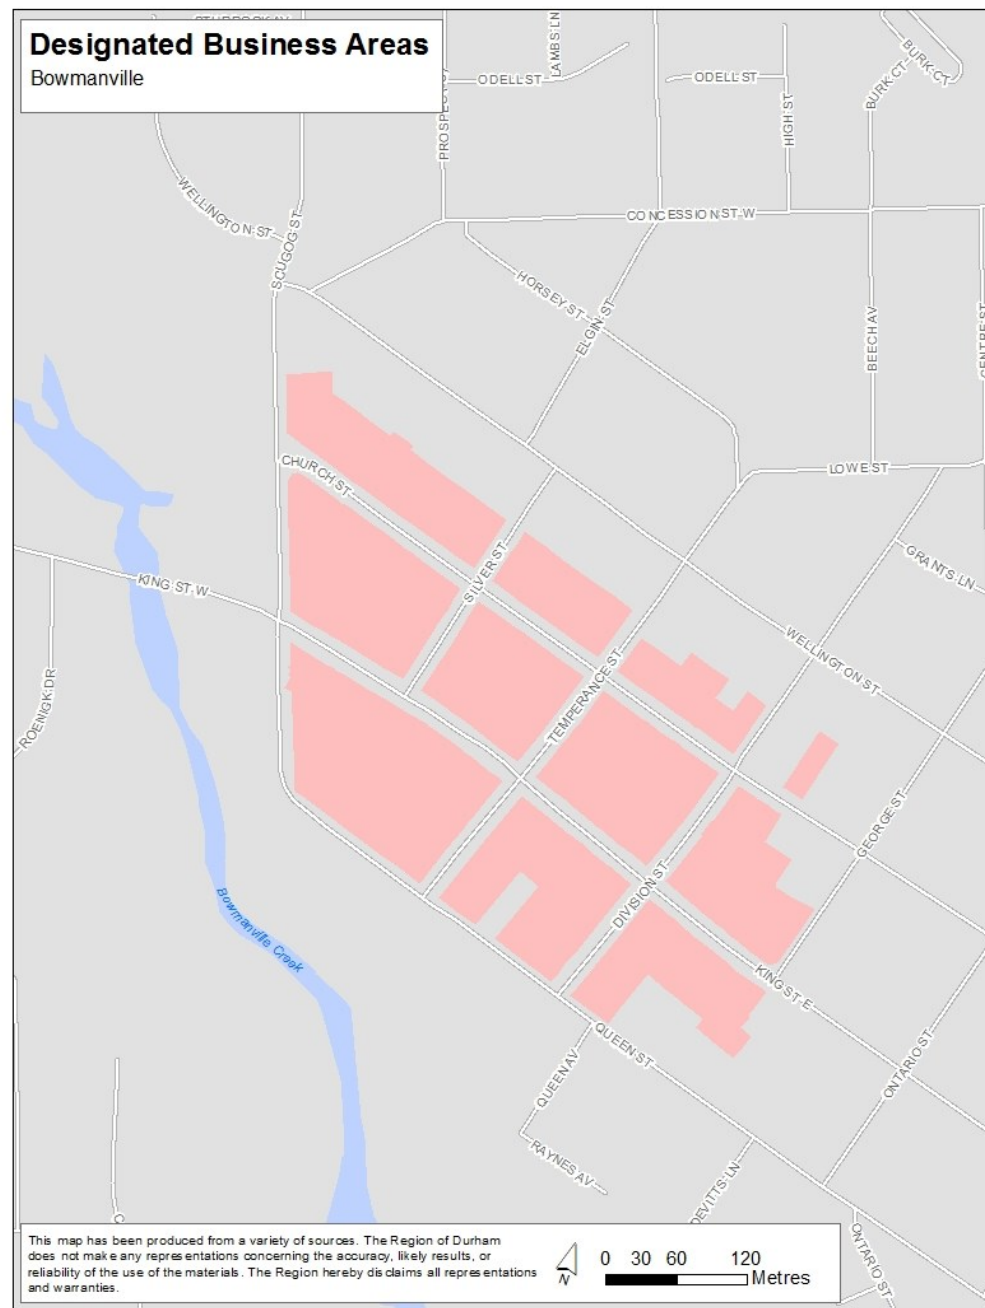 Designated Business Areas
Bowmanville
LAMBS LN
BURK CT
ODELL ST
ODELL ST
BURK CT
HIGH ST
WELLINGTON ST
CONCESSION ST W
SCUGOG ST
HORSEY ST
ELGIN ST
BEECH AV
CENTRE ST
CHURCH ST
LOWE ST
GRANTS LN
SILVER ST
KING ST W
WELLINGTON ST
TEMPERANCE ST
ROENIGK DR
GEORGE ST
DIVISION ST
Bowmanville Creek
KING ST E
QUEEN ST
ONTARIO ST
QUEEN AV
RAYNES AV
DEVITTS LN
ONTARIO ST
This map has been produced from a variety of sources. The Region of Durham
does not make any representations concerning the accuracy, likely results, or
reliability of the use of the materials. The Region hereby disclaims all representations
and warranties.
N
0 30 60 120
Metres